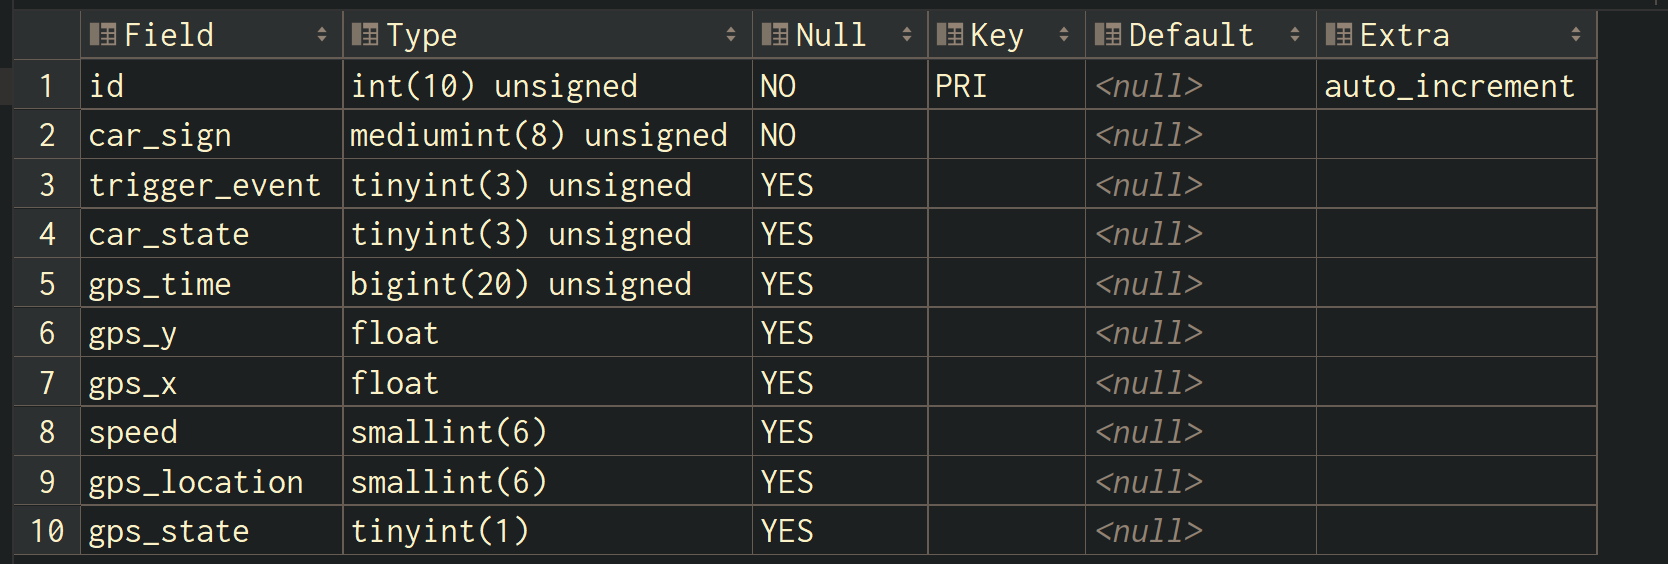 Field Type Null Key Default Extra
1 id int(10) unsigned NO PRI <null> auto_increment
2 car_sign mediumint(8) unsigned NO <null>
3 trigger_event tinyint(3) unsigned YES <null>
4 car_state tinyint(3) unsigned YES <null>
5 gps_time bigint(20) unsigned YES <null>
6 gps_y float YES <null>
7 gps_x float YES <null>
8 speed smallint(6) YES <null>
9 gps_location smallint(6) YES <null>
10 gps_state tinyint(1) YES <null>